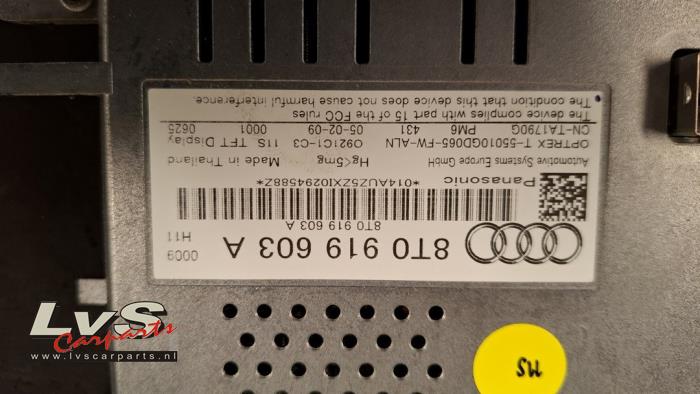 8T0 919 603 A
0009
H11
8T0 919 603 A
*014AUZ5ZXI0294588Z*
Panasonic
Automotive Systems Europe GmbH
Hg<5mg
Made in Thailand
OPTREX T-55010GD065-FW-ALN
O921C1-C3
11S TFT Display
CN-TA1790G
PM6
431
05-02-09
0001
0625
The device complies with part 15 of the FCC rules
The condition that this device does not cause harmful interference.
LvS
Carparts
www.lvscarparts.nl
MS